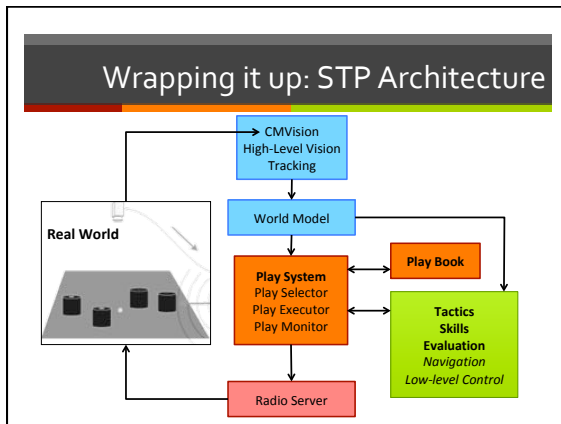 Wrapping it up: STP Architecture
CMVision
High-Level Vision
Tracking
World Model
Real World
Play System
Play Selector
Play Executor
Play Monitor
Play Book
Tactics
Skills
Evaluation
Navigation
Low-level Control
Radio Server